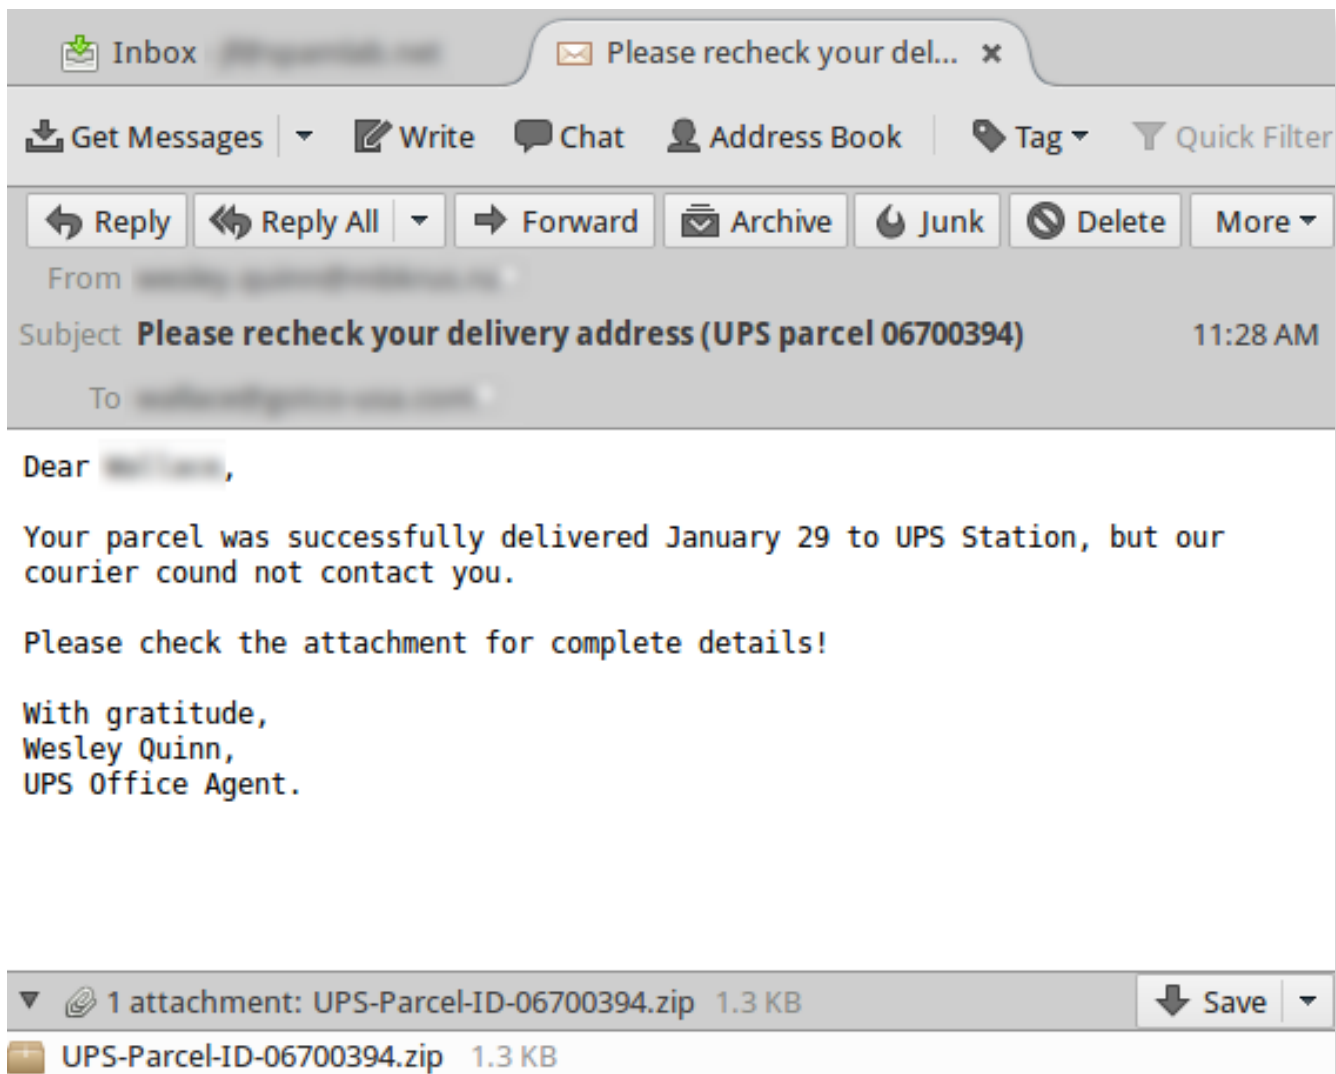 Inbox
Please recheck your del...
Get Messages Write Chat Address Book Tag Quick Filter
Reply Reply All Forward Archive Junk Delete More
From
Subject Please recheck your delivery address (UPS parcel 06700394) 11:28 AM
To
Dear ,
Your parcel was successfully delivered January 29 to UPS Station, but our
courier cound not contact you.
Please check the attachment for complete details!
With gratitude,
Wesley Quinn,
UPS Office Agent.
1 attachment: UPS-Parcel-ID-06700394.zip 1.3 KB Save
UPS-Parcel-ID-06700394.zip 1.3 KB